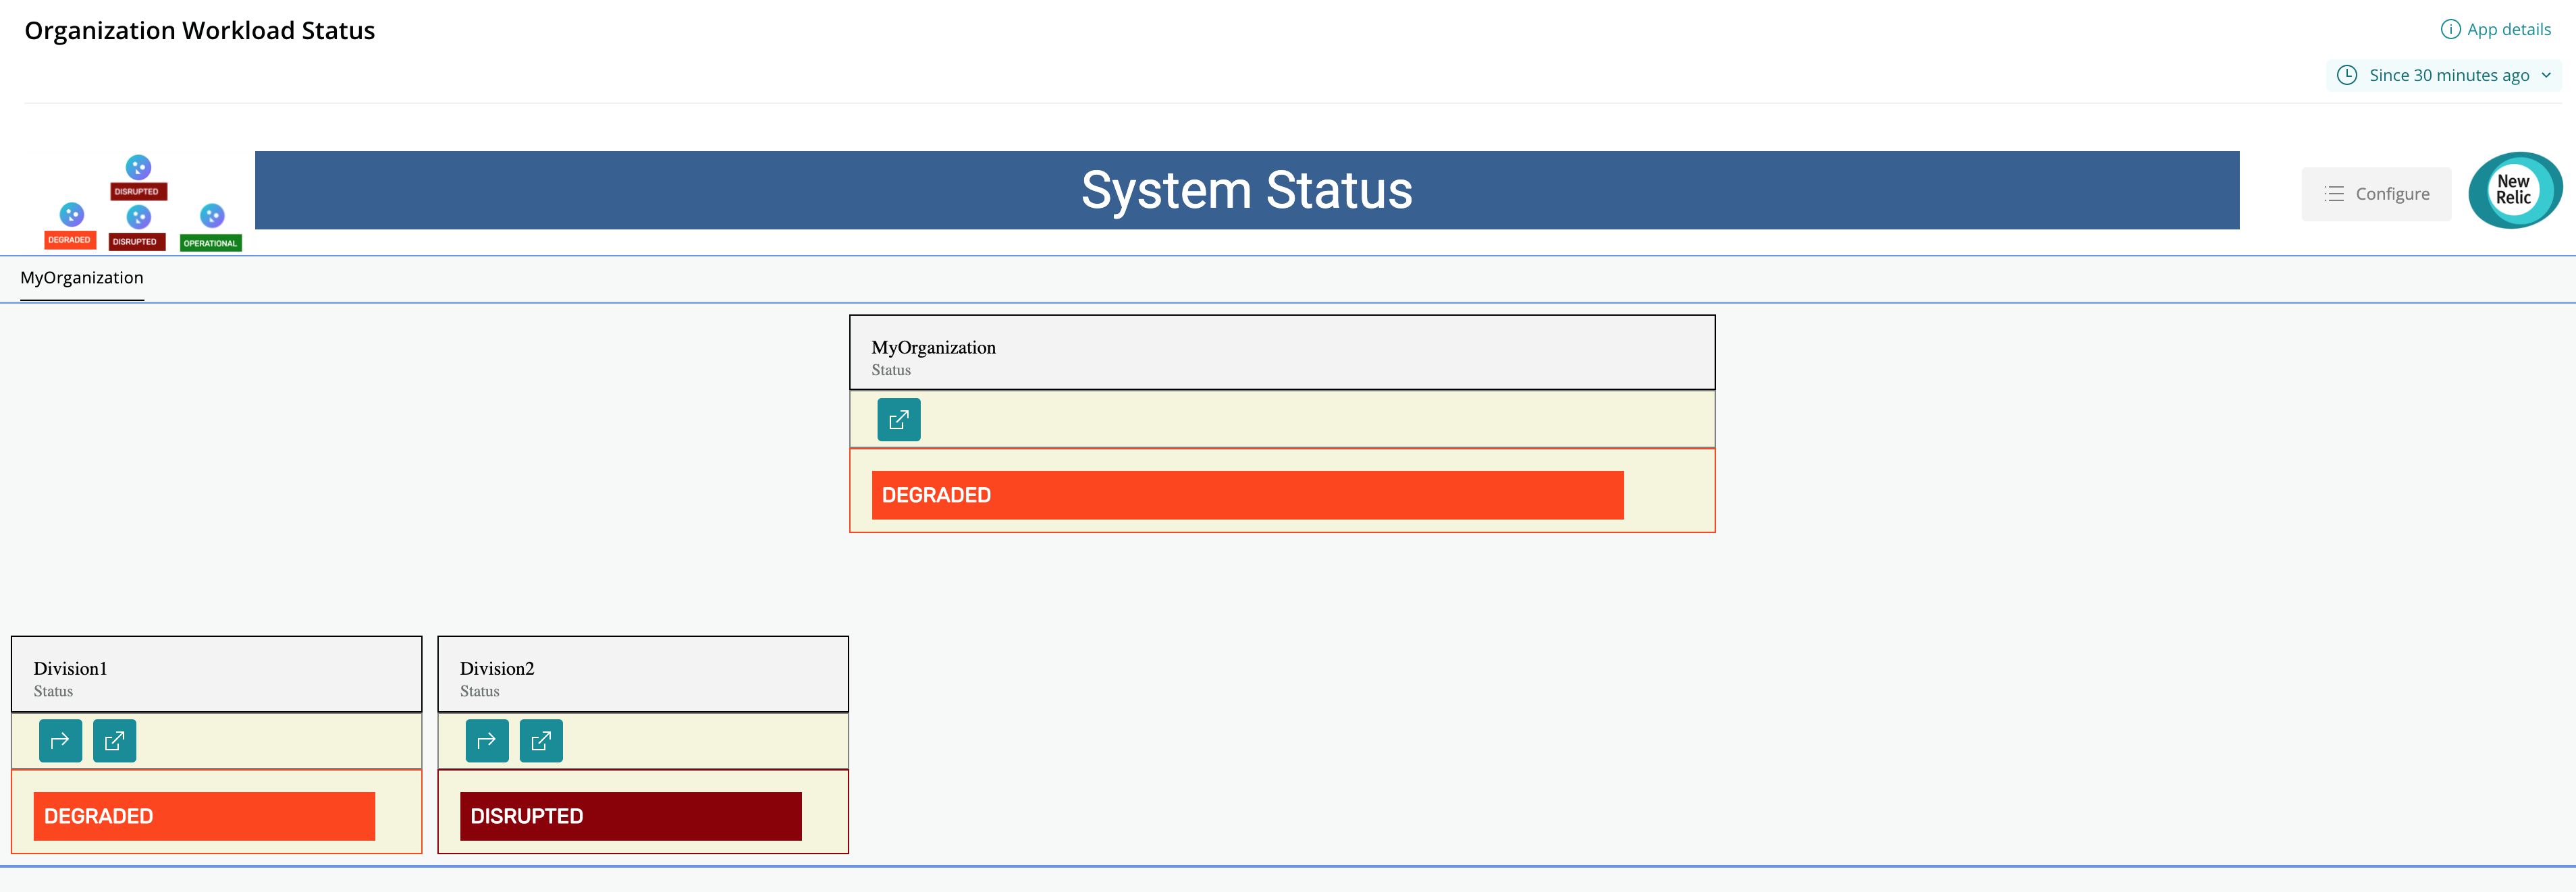 Organization Workload Status
App details
Since 30 minutes ago
DISRUPTED
DEGRADED
DISRUPTED
OPERATIONAL
System Status
Configure
New
Relic
MyOrganization
MyOrganization
Status
DEGRADED
Division1
Status
DEGRADED
Division2
Status
DISRUPTED